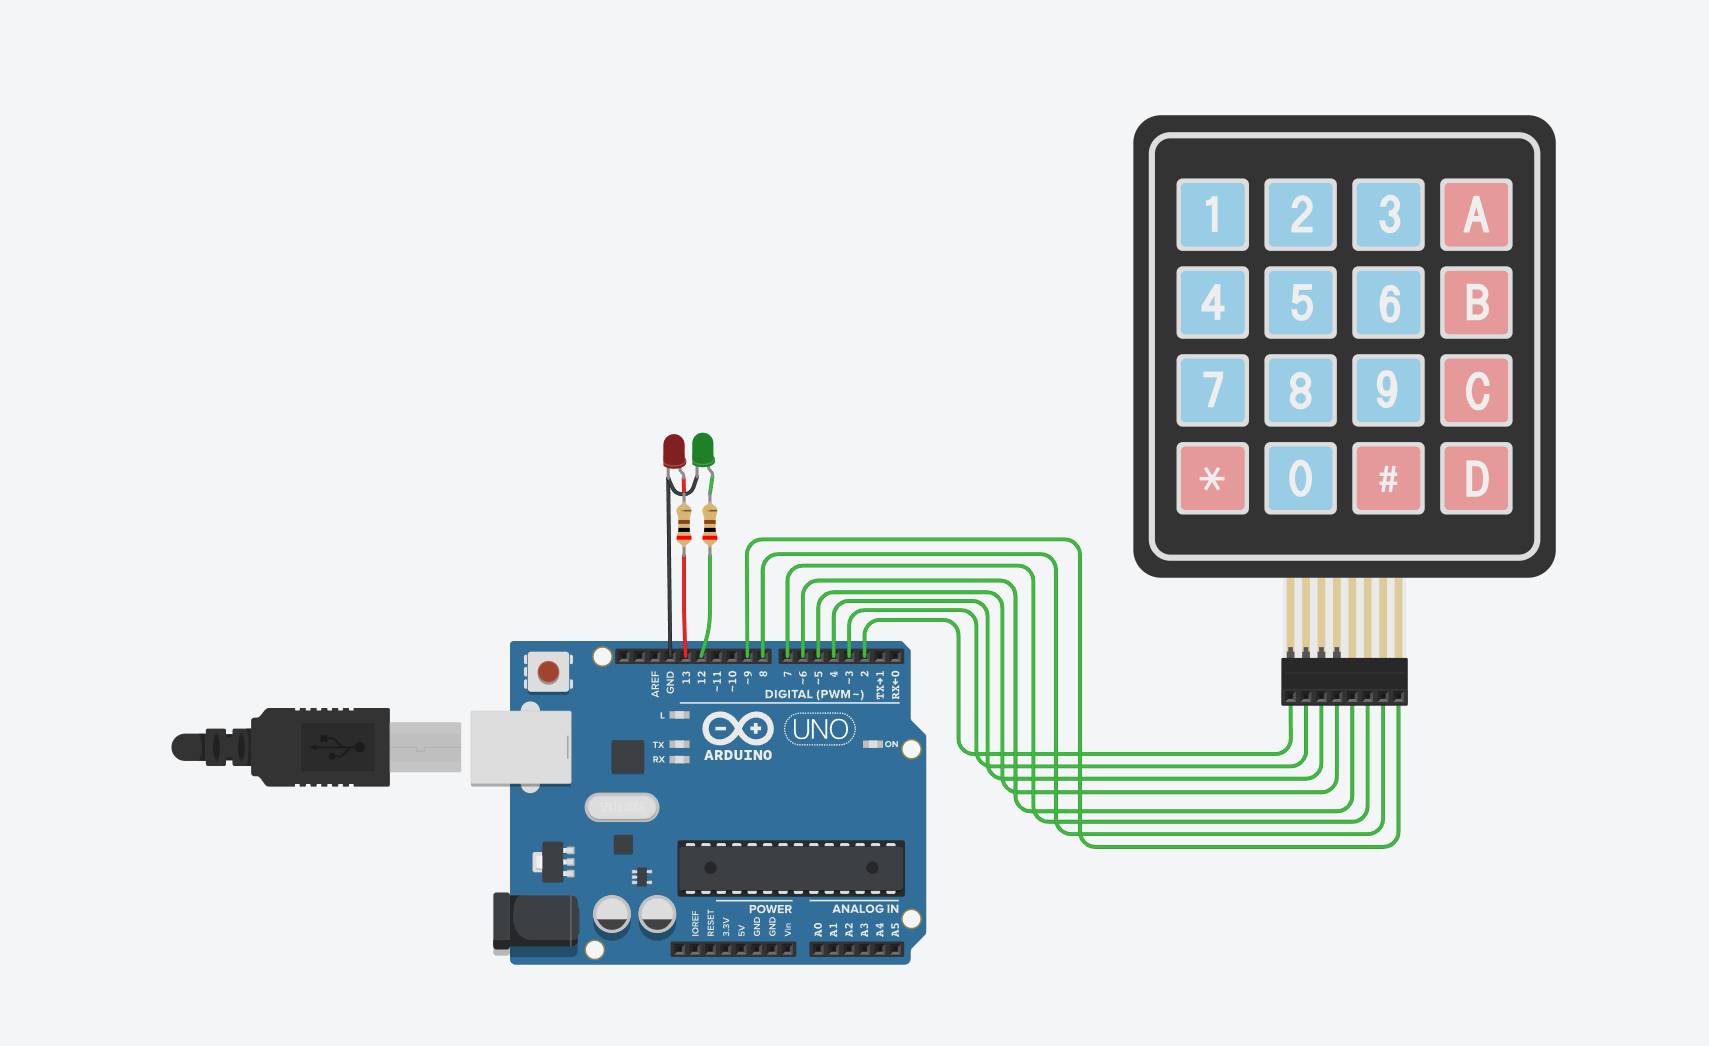 1 2 3 A
4 5 6 B
7 8 9 C
* 0 # D
AREF
GND
13
12
~11
~10
~9
8
7
~6
~5
4
~3
2
TX→1
RX←0
DIGITAL (PWM~)
L
TX
RX
ARDUINO
UNO
ON
POWER
ANALOG IN
IOREF
RESET
3.3V
5V
GND
GND
Vin
A0
A1
A2
A3
A4
A5